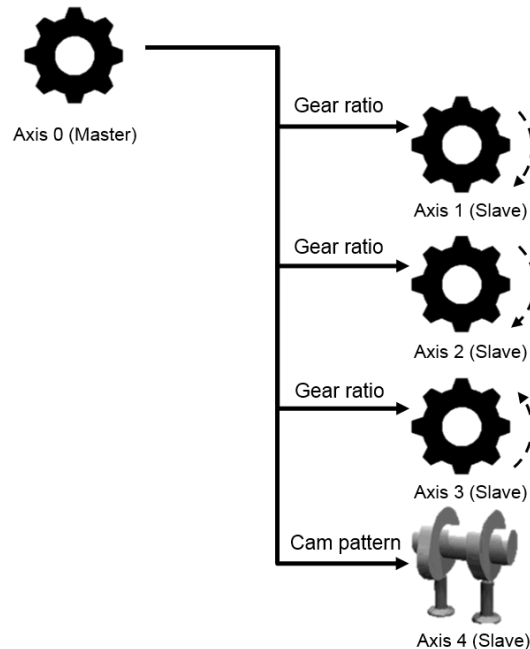 Axis 0 (Master)
Gear ratio
Axis 1 (Slave)
Gear ratio
Axis 2 (Slave)
Gear ratio
Axis 3 (Slave)
Cam pattern
Axis 4 (Slave)